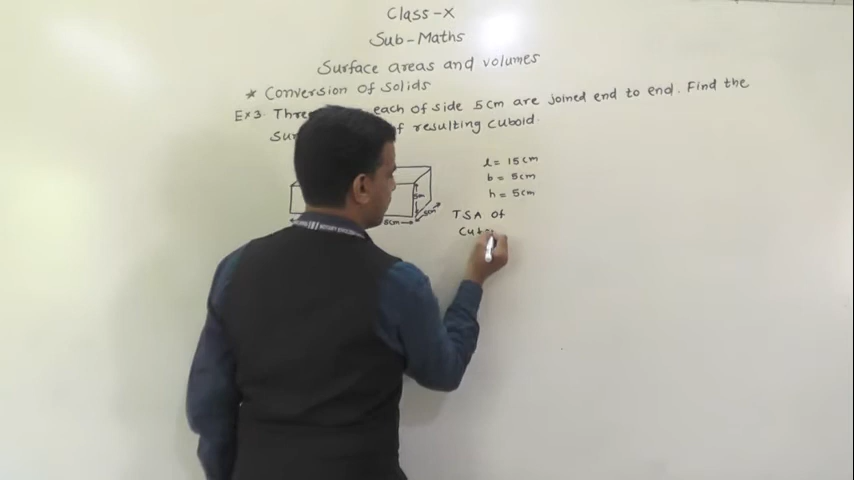 Class-X
Sub-Maths
Surface areas and volumes
* Conversion of Solids
Ex3. each of side 5cm are joined end to end. Find the
of resulting cuboid.
l = 15cm
b = 5cm
h = 5cm
5cm
5cm
5cm
TSA Of